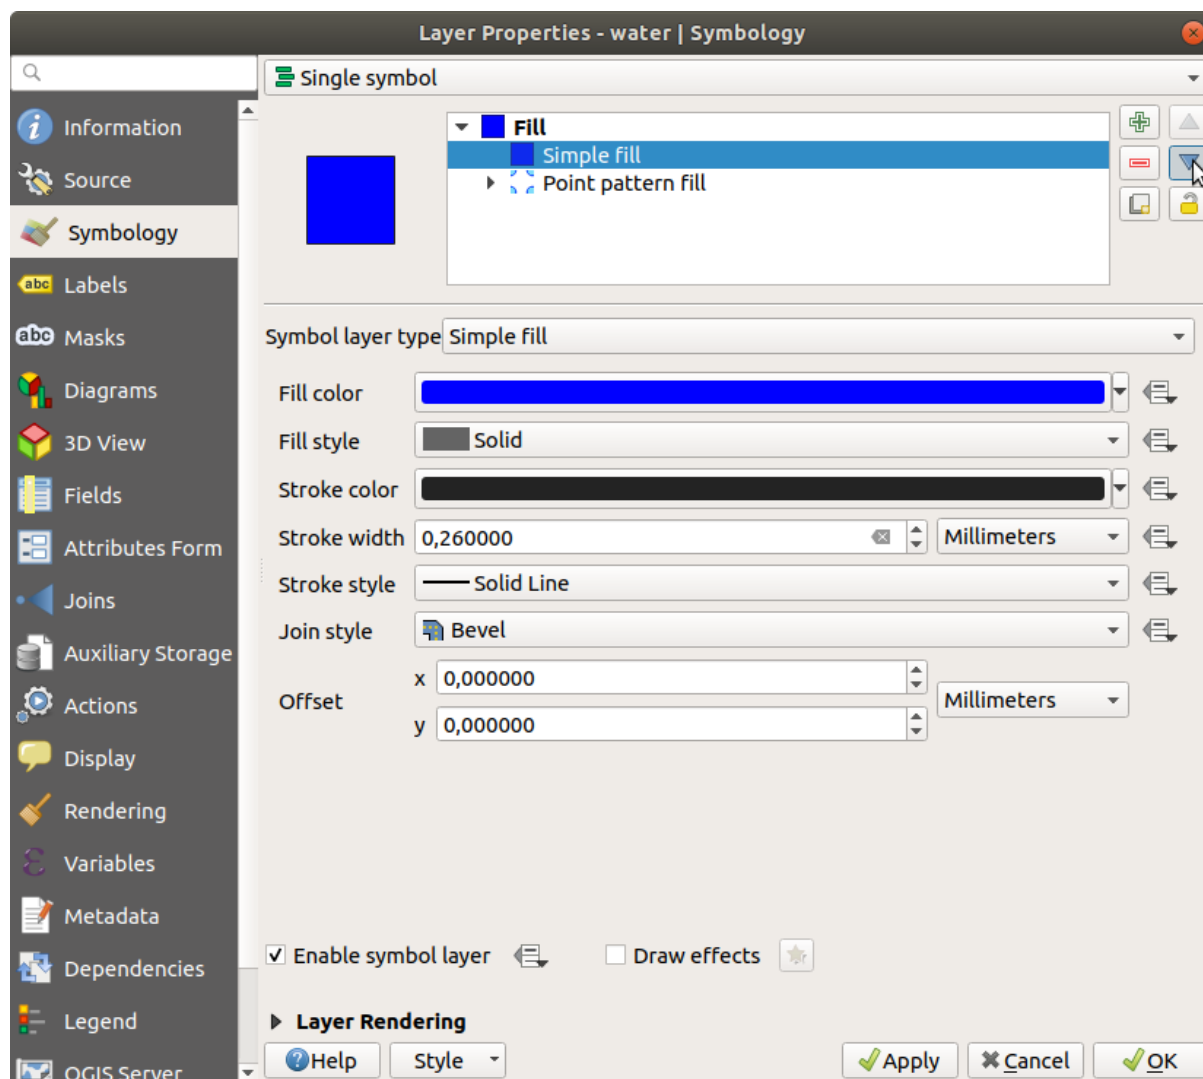 Layer Properties - water | Symbology
Single symbol
Information
Source
Symbology
abc Labels
abc Masks
Diagrams
3D View
Fields
Attributes Form
Joins
Auxiliary Storage
Actions
Display
Rendering
Variables
Metadata
Dependencies
Legend
QGIS Server
Fill
Simple fill
Point pattern fill
Symbol layer type Simple fill
Fill color
Fill style Solid
Stroke color
Stroke width 0,260000 Millimeters
Stroke style Solid Line
Join style Bevel
Offset
x 0,000000
y 0,000000
Millimeters
Enable symbol layer Draw effects
Layer Rendering
Help Style Apply Cancel OK